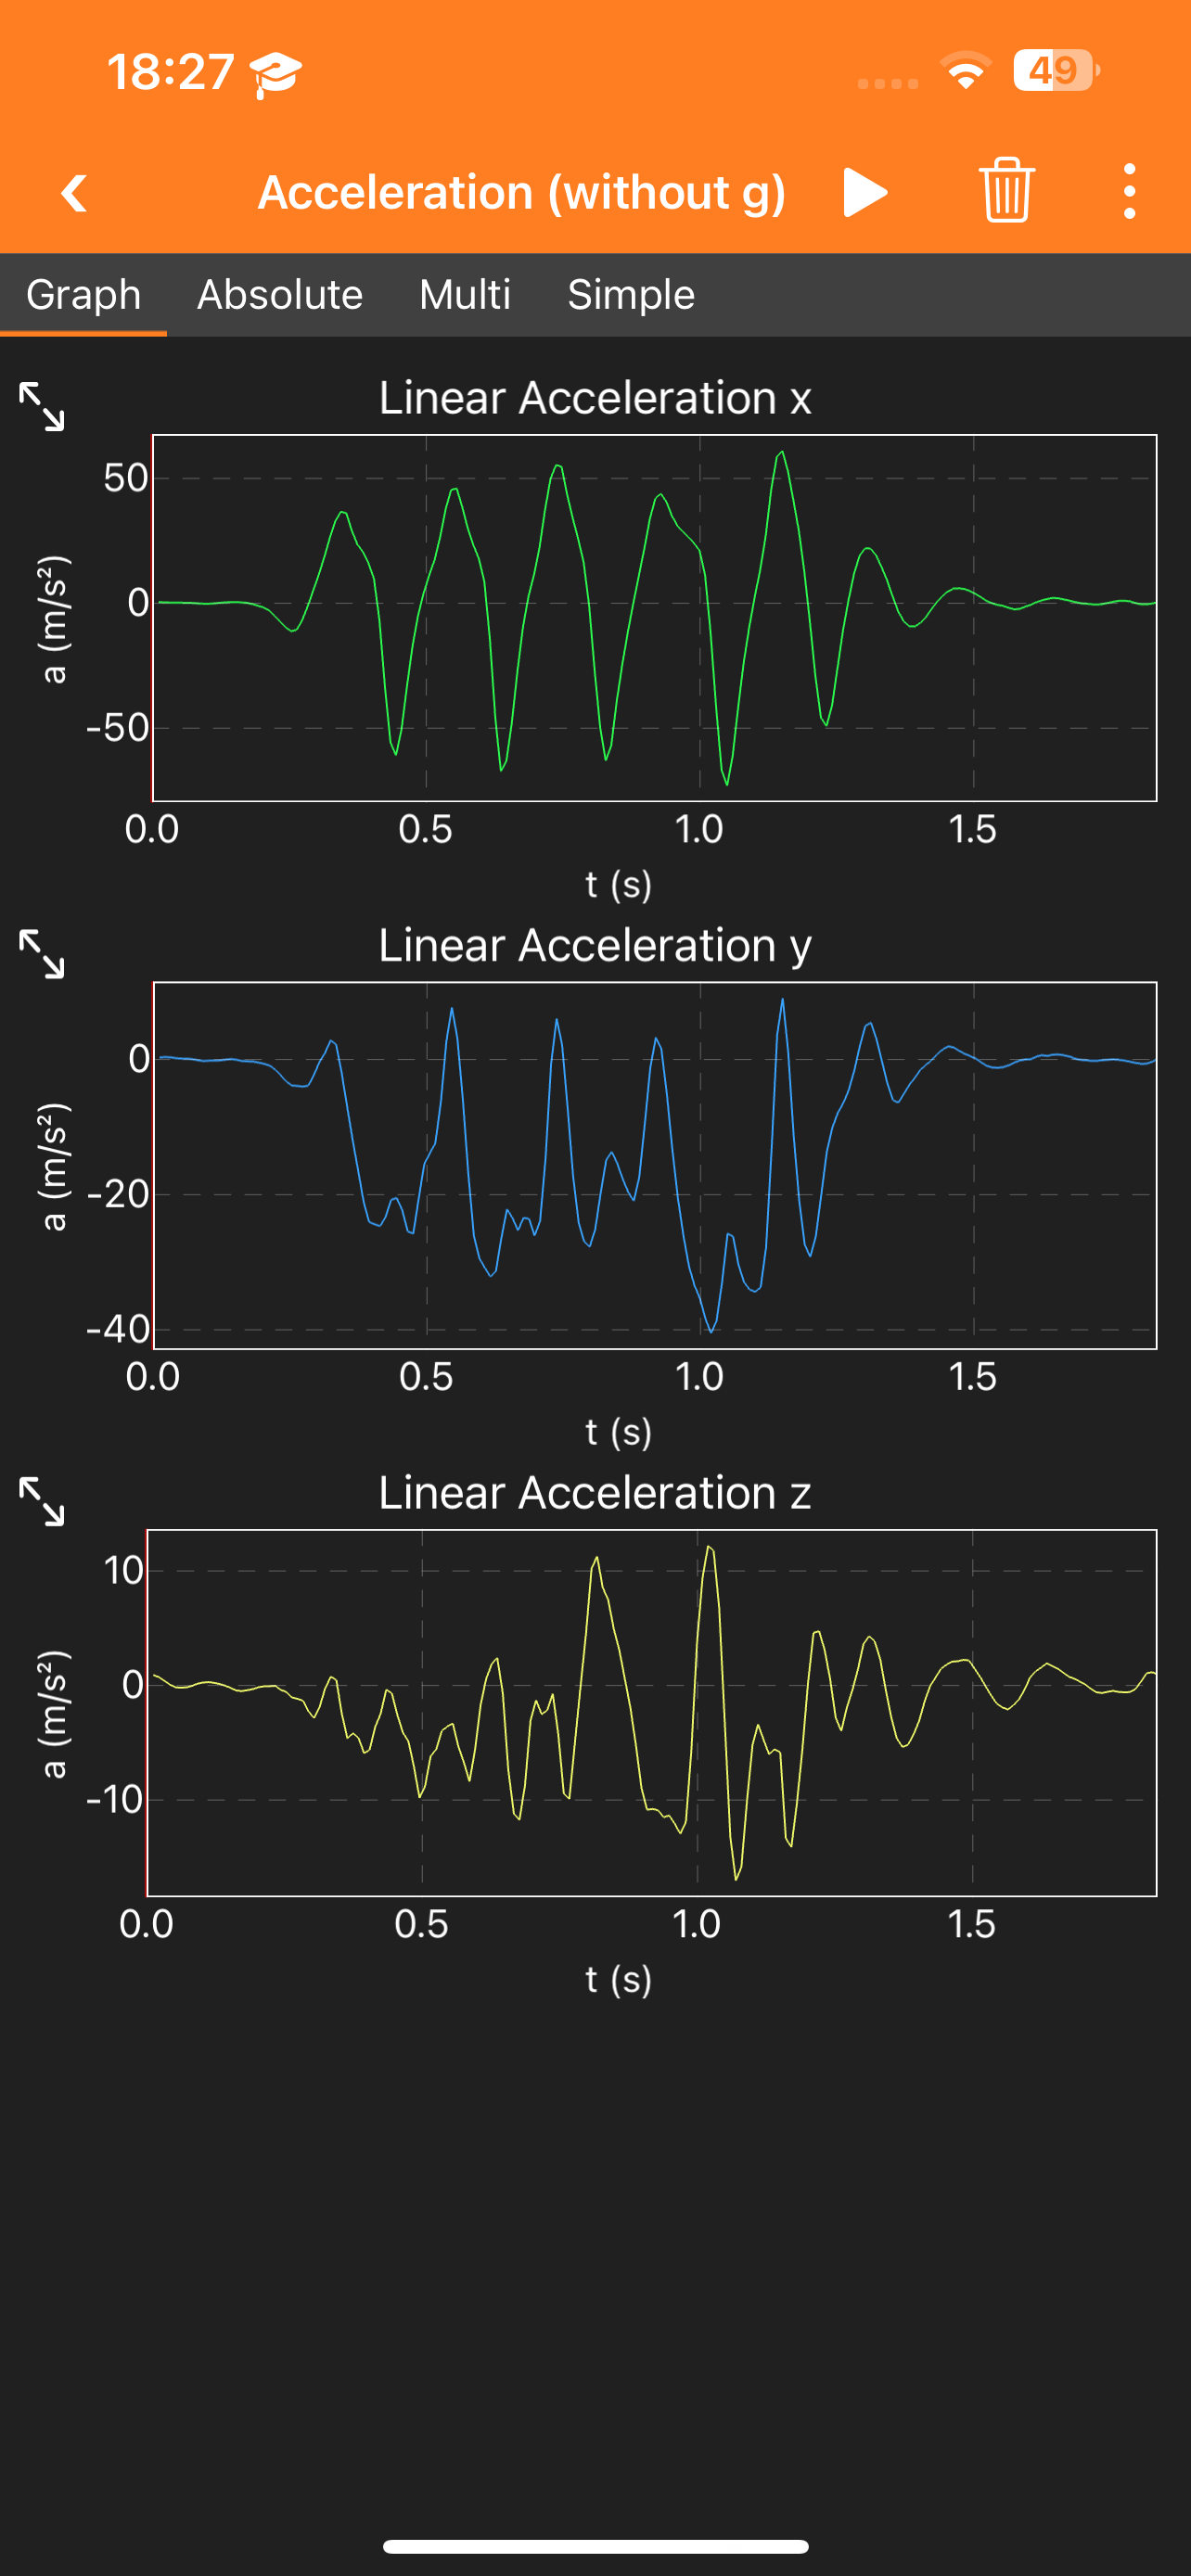 18:27 49
Acceleration (without g)
Graph Absolute Multi Simple
Linear Acceleration x
50
0
-50
a (m/s²)
0.0 0.5 1.0 1.5
t (s)
Linear Acceleration y
0
-20
-40
a (m/s²)
0.0 0.5 1.0 1.5
t (s)
Linear Acceleration z
10
0
-10
a (m/s²)
0.0 0.5 1.0 1.5
t (s)